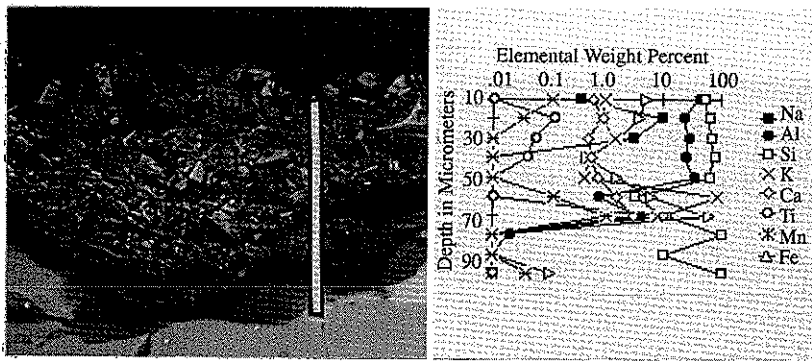 Elemental Weight Percent
.01 0.1 1.0 10 100
Depth in Micrometers
10
30
50
70
90
Na
Al
Si
K
Ca
Ti
Mn
Fe